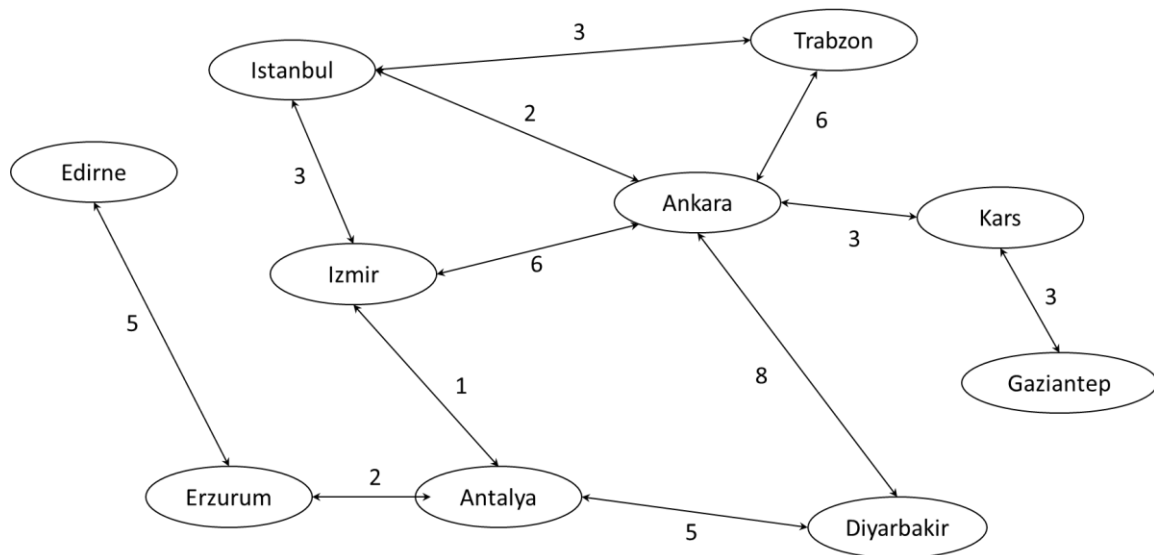 3
Trabzon
Istanbul
2
6
Edirne
3
Ankara
Kars
3
6
Izmir
3
5
8
1
Gaziantep
2
Erzurum
Antalya
5
Diyarbakir